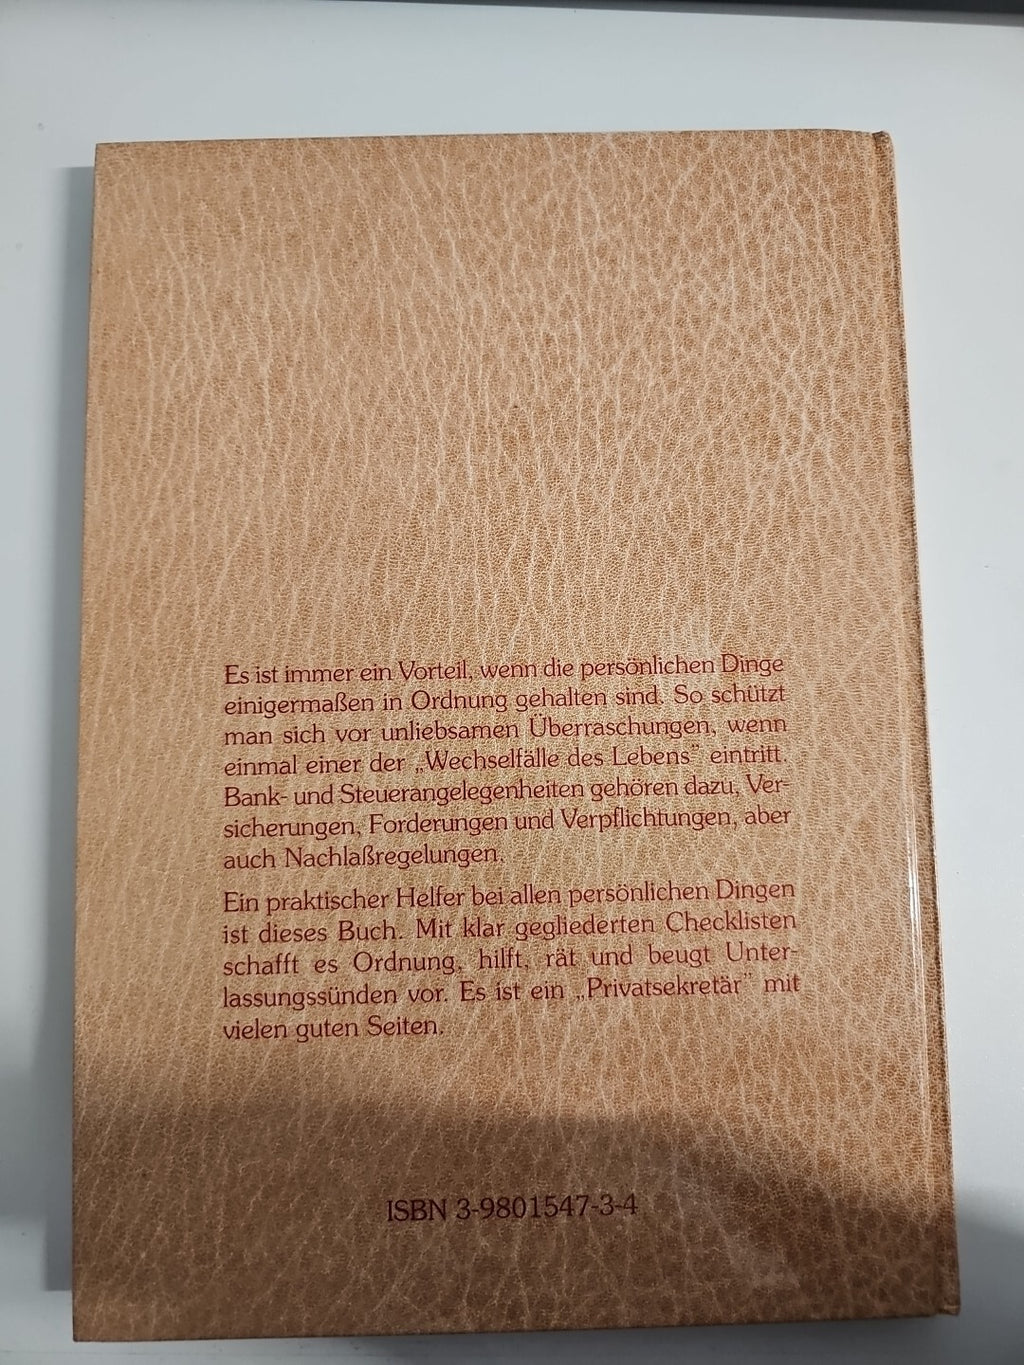 Es ist immer ein Vorteil, wenn die persönlichen Dinge
einigermaßen in Ordnung gehalten sind. So schützt
man sich vor unliebsamen Überraschungen, wenn
einmal einer der „Wechselfälle des Lebens” eintritt.
Bank- und Steuerangelegenheiten gehören dazu, Ver-
sicherungen, Forderungen und Verpflichtungen, aber
auch Nachlaßregelungen.
Ein praktischer Helfer bei allen persönlichen Dingen
ist dieses Buch. Mit klar gegliederten Checklisten
schafft es Ordnung, hilft, rät und beugt Unter-
lassungssünden vor. Es ist ein „Privatsekretär” mit
vielen guten Seiten.
ISBN 3-9801547-3-4